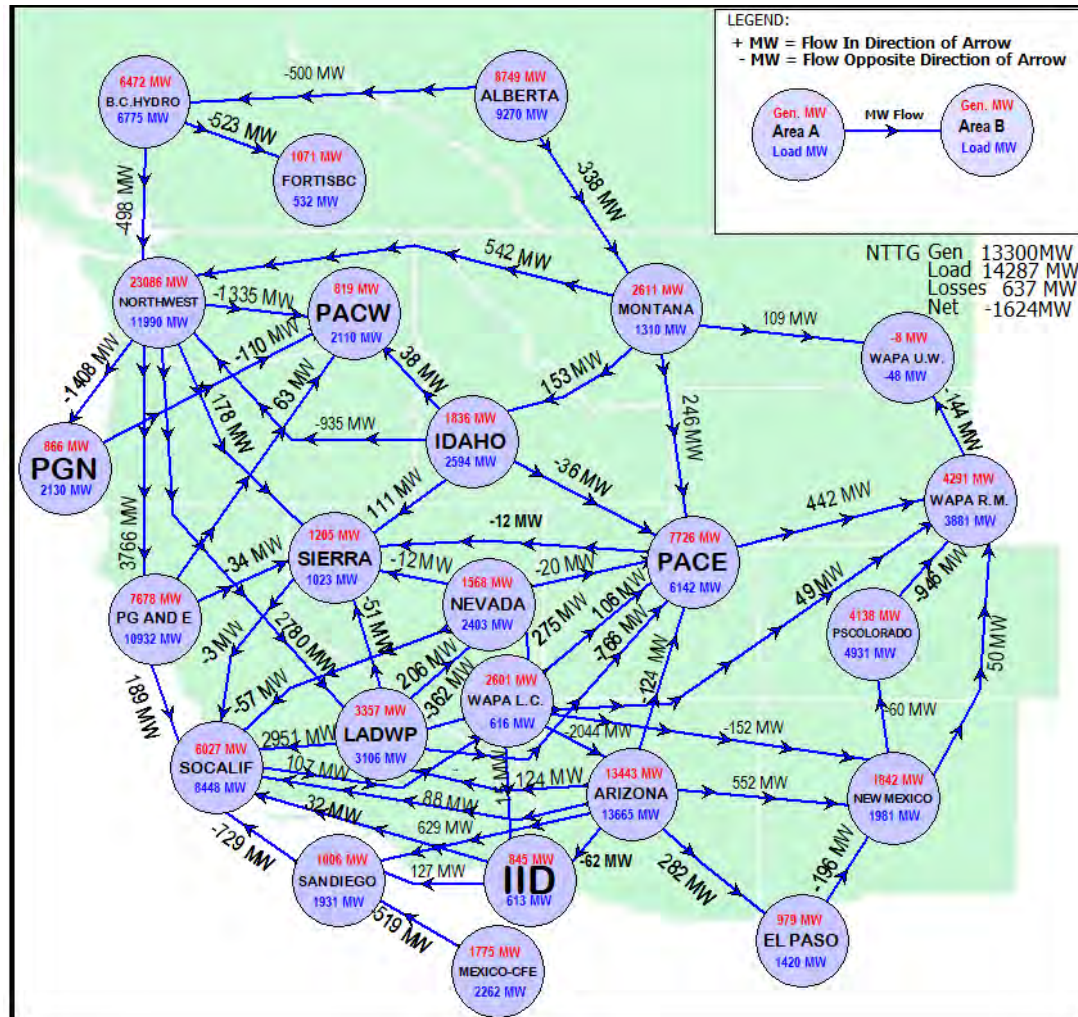 LEGEND:
+ MW = Flow In Direction of Arrow
- MW = Flow Opposite Direction of Arrow
Gen. MW
Area A
Load MW
MW Flow
Gen. MW
Area B
Load MW
NTTG Gen 13300MW
Load 14287 MW
Losses 637 MW
Net -1624MW
6472 MW
B.C.HYDRO
6775 MW
-500 MW
8749 MW
ALBERTA
9270 MW
-523 MW
1071 MW
FORTISBC
532 MW
-338 MW
-498 MW
542 MW
23086 MW
NORTHWEST
11990 MW
-1335 MW
819 MW
PACW
2110 MW
2611 MW
MONTANA
1310 MW
109 MW
-8 MW
WAPA U.W.
-48 MW
-1408 MW
-110 MW
178 MW
63 MW
38 MW
153 MW
246 MW
-144 MW
866 MW
PGN
2130 MW
-935 MW
1836 MW
IDAHO
2594 MW
-36 MW
111 MW
442 MW
4291 MW
WAPA R.M.
3881 MW
3766 MW
1205 MW
SIERRA
1023 MW
-12 MW
7726 MW
PACE
6142 MW
-34 MW
-12 MW
-20 MW
1568 MW
NEVADA
2403 MW
7678 MW
PG AND E
10932 MW
-3 MW
2780 MW
-51 MW
275 MW
106 MW
-766 MW
49 MW
-946 MW
4138 MW
PSCOLORADO
4931 MW
50 MW
189 MW
-57 MW
206 MW
-362 MW
2601 MW
WAPA L.C.
616 MW
-124 MW
-60 MW
3357 MW
LADWP
3106 MW
2951 MW
-2044 MW
-152 MW
6027 MW
SOCALIF
8448 MW
107 MW
-124 MW
13443 MW
ARIZONA
13665 MW
552 MW
1842 MW
NEW MEXICO
1981 MW
88 MW
32 MW
629 MW
-62 MW
282 MW
-196 MW
-729 MW
1006 MW
SANDIEGO
1931 MW
127 MW
845 MW
IID
613 MW
-519 MW
1775 MW
MEXICO-CFE
2262 MW
979 MW
EL PASO
1420 MW